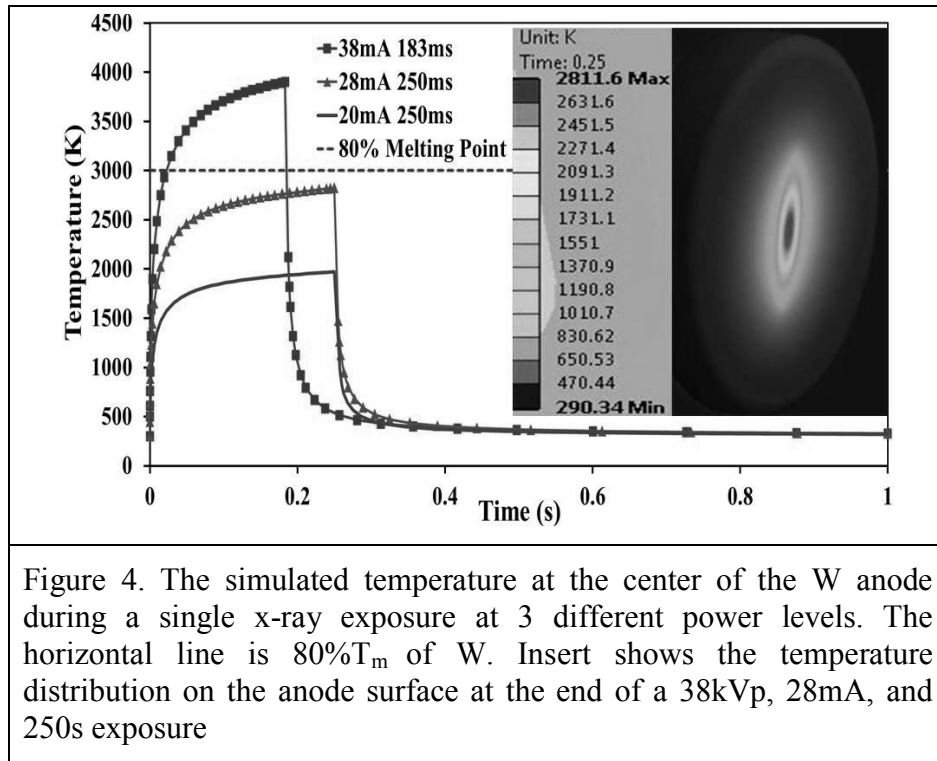 4500
4000
3500
3000
2500
2000
1500
1000
500
0
Temperature (K)
38mA 183ms
28mA 250ms
20mA 250ms
80% Melting Point
Unit: K
Time: 0.25
2811.6 Max
2631.6
2451.5
2271.4
2091.3
1911.2
1731.1
1551
1370.9
1190.8
1010.7
830.62
650.53
470.44
290.34 Min
0
0.2
0.4
0.6
0.8
1
Time (s)
Figure 4. The simulated temperature at the center of the W anode
during a single x-ray exposure at 3 different power levels. The
horizontal line is 80%Tm of W. Insert shows the temperature
distribution on the anode surface at the end of a 38kVp, 28mA, and
250s exposure